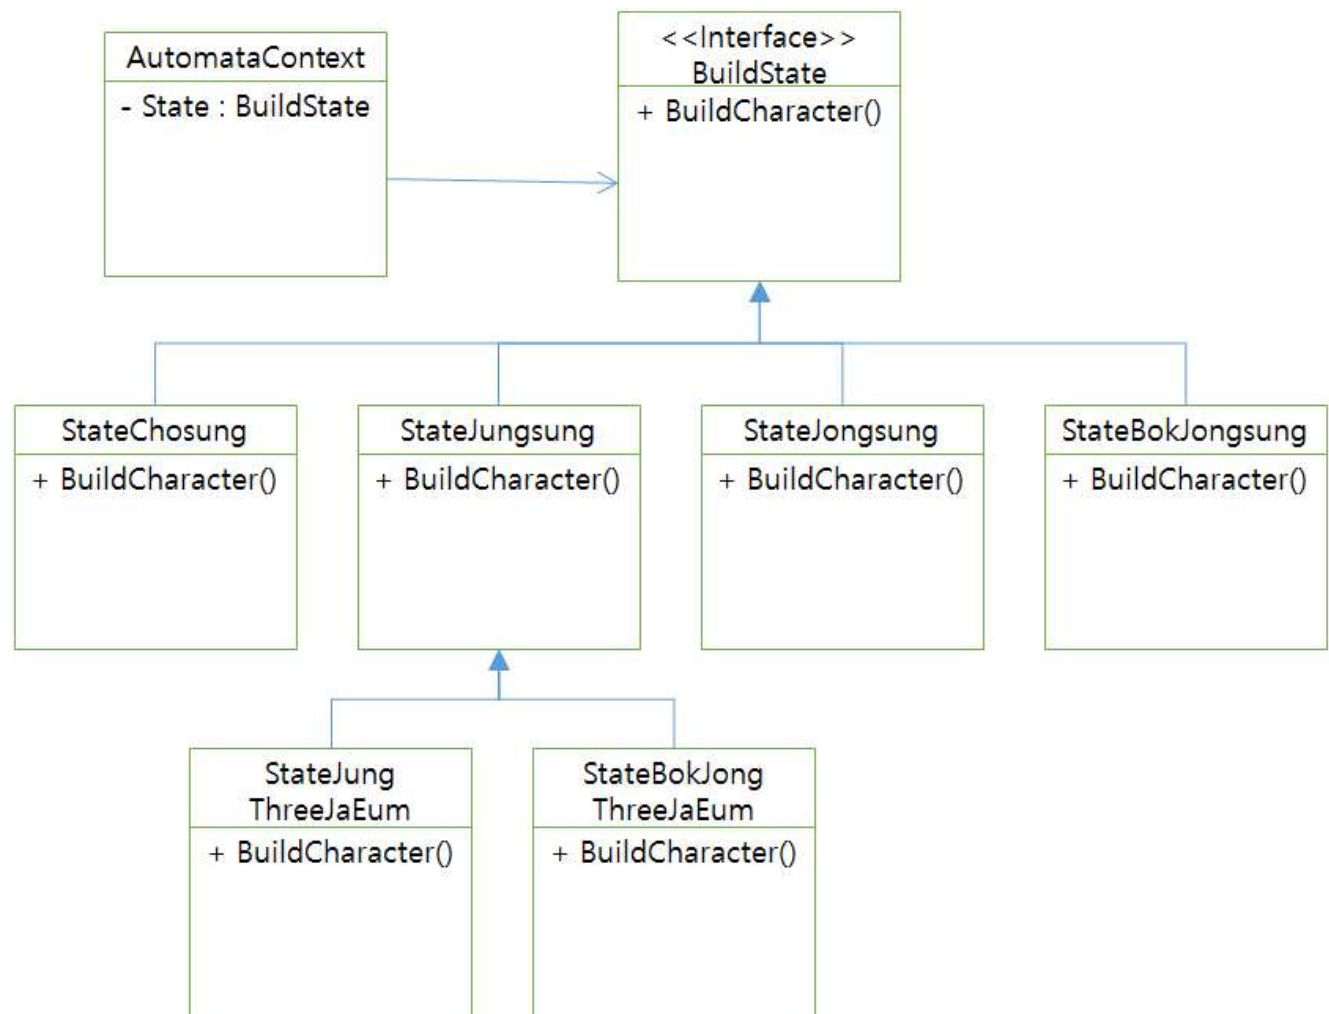 AutomataContext
- State : BuildState
<<Interface>>
BuildState
+ BuildCharacter()
StateChosung
+ BuildCharacter()
StateJungsung
+ BuildCharacter()
StateJongsung
+ BuildCharacter()
StateBokJongsung
+ BuildCharacter()
StateJung
ThreeJaEum
+ BuildCharacter()
StateBokJong
ThreeJaEum
+ BuildCharacter()